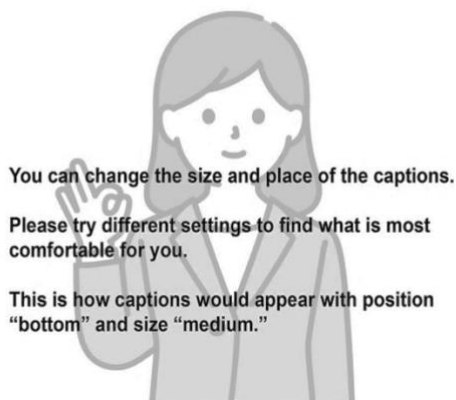 You can change the size and place of the captions.
Please try different settings to find what is most
comfortable for you.
This is how captions would appear with position
“bottom” and size “medium.”